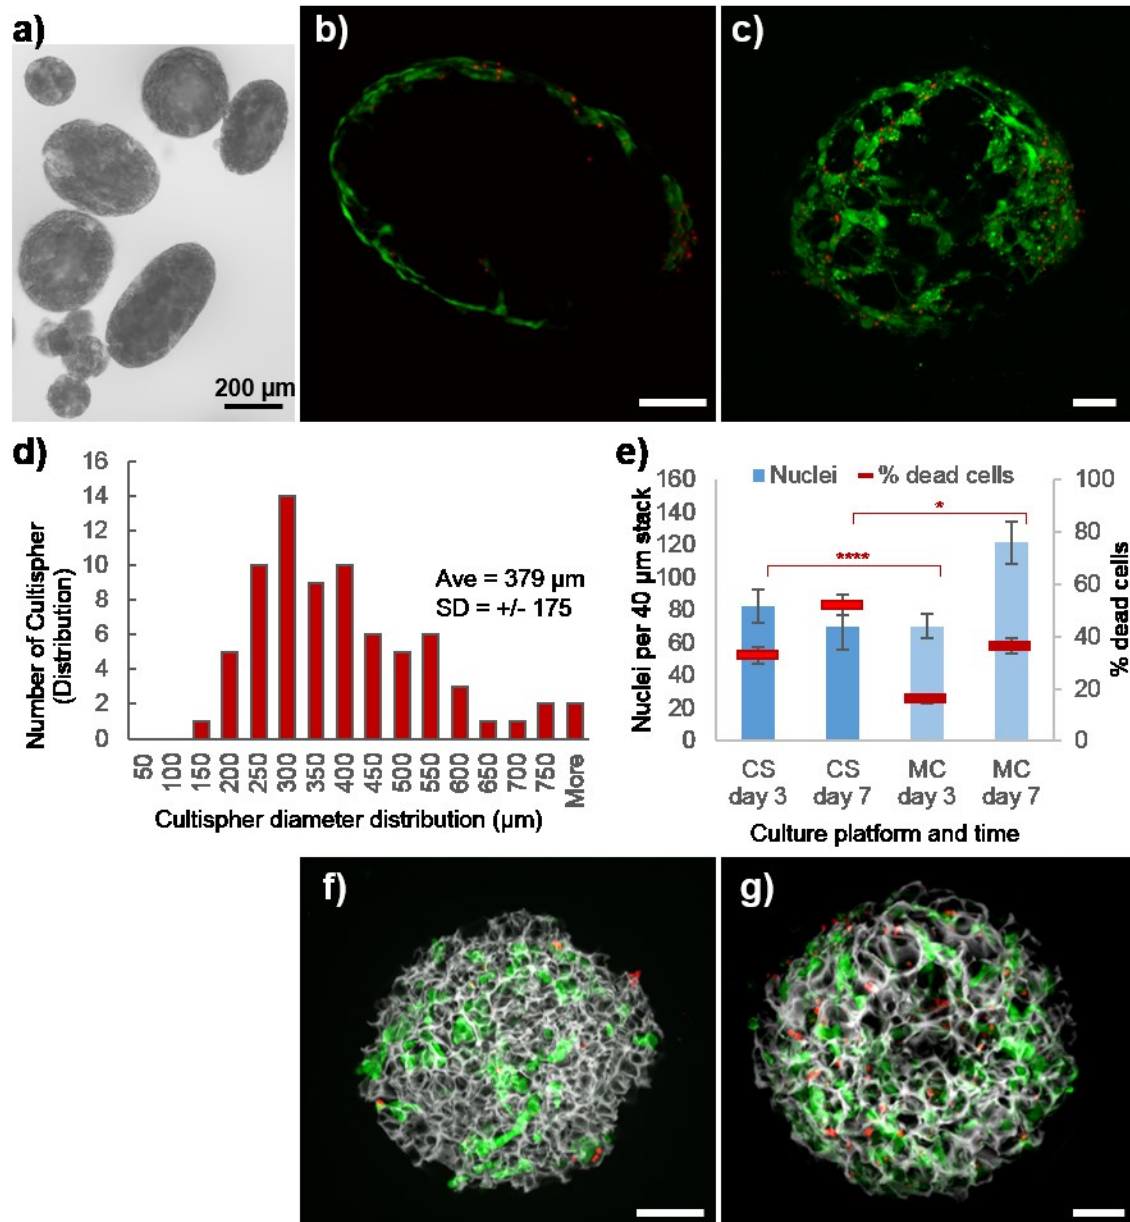 a)
200 µm
b)
c)
d)
16
14
12
10
8
6
4
2
0
Number of Cultispher
(Distribution)
Ave = 379 µm
SD = +/- 175
50
100
150
200
250
300
350
400
450
500
550
600
650
700
750
More
Cultispher diameter distribution (µm)
e)
Nuclei
% dead cells
160
140
120
100
80
60
40
20
0
Nuclei per 40 µm stack
****
*
100
80
60
40
20
0
% dead cells
CS
day 3
CS
day 7
MC
day 3
MC
day 7
Culture platform and time
f)
g)